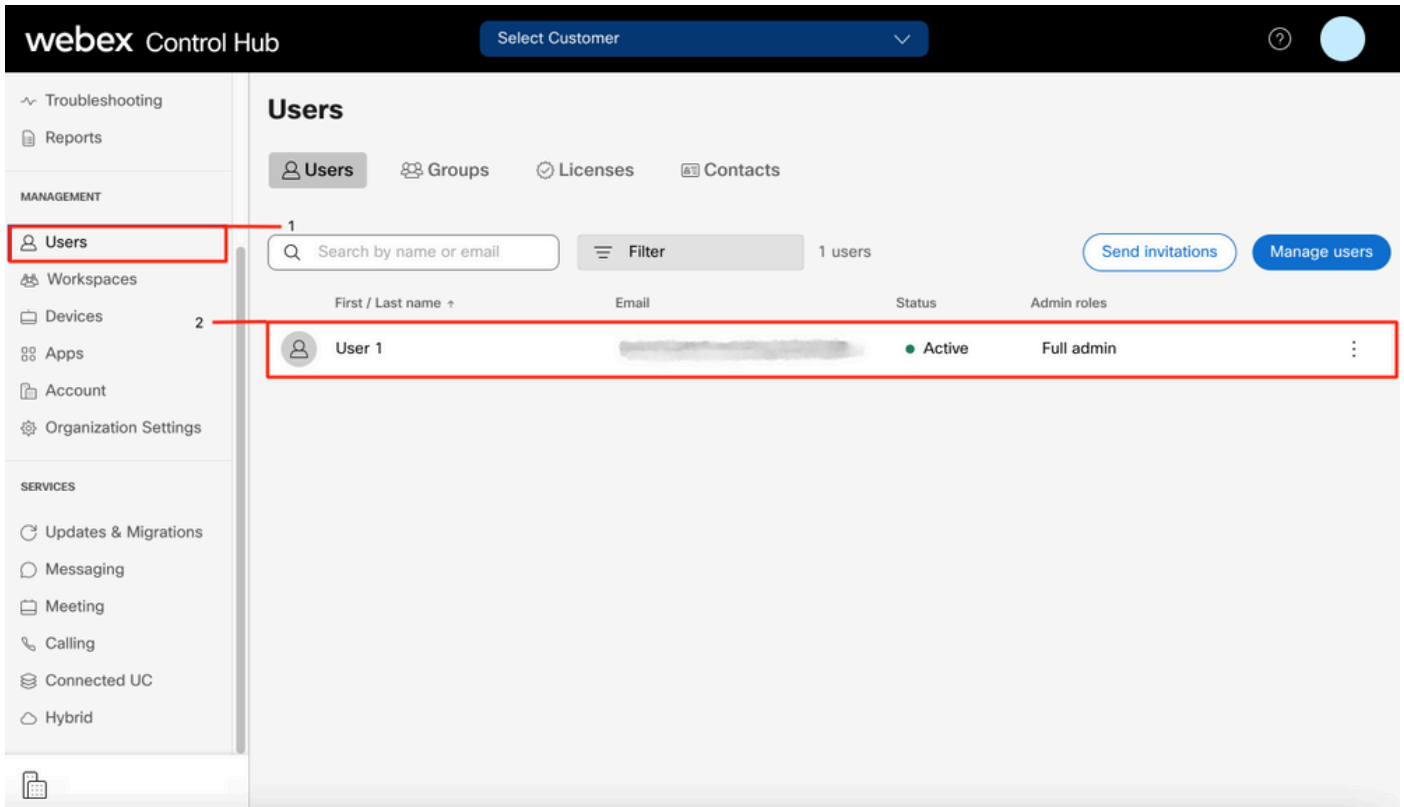 webex Control Hub
Select Customer
Troubleshooting
Reports
MANAGEMENT
Users
Workspaces
Devices
Apps
Account
Organization Settings
SERVICES
Updates & Migrations
Messaging
Meeting
Calling
Connected UC
Hybrid
Users
Users Groups Licenses Contacts
1
Search by name or email Filter 1 users Send invitations Manage users
First / Last name ↑ Email Status Admin roles
2
User 1 Active Full admin